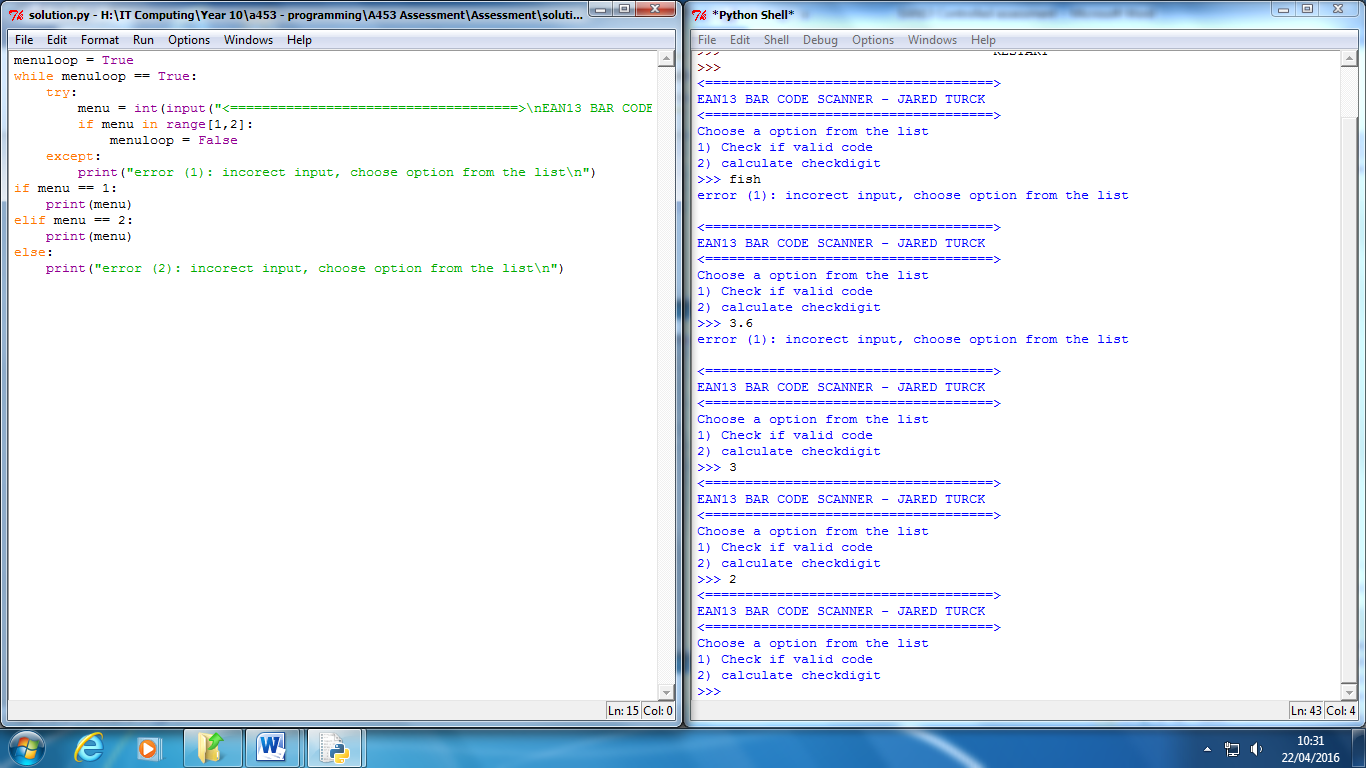 solution.py - H:\IT Computing\Year 10\a453 - programming\A453 Assessment\Assessment\soluti...
File Edit Format Run Options Windows Help
menuloop = True
while menuloop == True:
    try:
        menu = int(input("<====================================>\nEAN13 BAR CODE
        if menu in range[1,2]:
            menuloop = False
    except:
        print("error (1): incorect input, choose option from the list\n")
if menu == 1:
    print(menu)
elif menu == 2:
    print(menu)
else:
    print("error (2): incorect input, choose option from the list\n")
Ln: 15 Col: 0
*Python Shell*
File Edit Shell Debug Options Windows Help
>>> RESTART
>>>
<====================================>
EAN13 BAR CODE SCANNER - JARED TURCK
<====================================>
Choose a option from the list
1) Check if valid code
2) calculate checkdigit
>>> fish
error (1): incorect input, choose option from the list

<====================================>
EAN13 BAR CODE SCANNER - JARED TURCK
<====================================>
Choose a option from the list
1) Check if valid code
2) calculate checkdigit
>>> 3.6
error (1): incorect input, choose option from the list

<====================================>
EAN13 BAR CODE SCANNER - JARED TURCK
<====================================>
Choose a option from the list
1) Check if valid code
2) calculate checkdigit
>>> 3
<====================================>
EAN13 BAR CODE SCANNER - JARED TURCK
<====================================>
Choose a option from the list
1) Check if valid code
2) calculate checkdigit
>>> 2
<====================================>
EAN13 BAR CODE SCANNER - JARED TURCK
<====================================>
Choose a option from the list
1) Check if valid code
2) calculate checkdigit
>>>
Ln: 43 Col: 4
10:31
22/04/2016